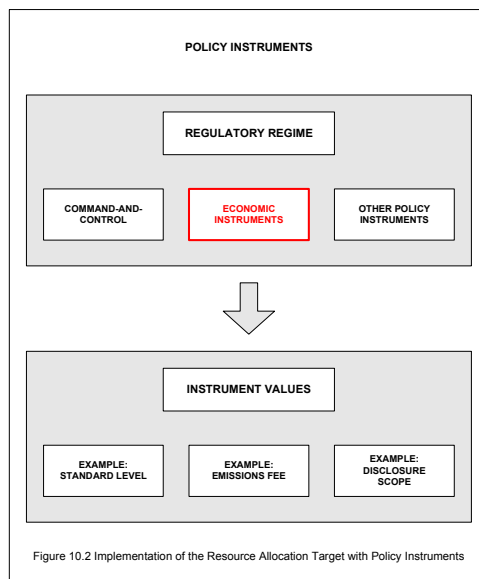 POLICY INSTRUMENTS
REGULATORY REGIME
COMMAND-AND-
CONTROL
ECONOMIC
INSTRUMENTS
OTHER POLICY
INSTRUMENTS
INSTRUMENT VALUES
EXAMPLE:
STANDARD LEVEL
EXAMPLE:
EMISSIONS FEE
EXAMPLE:
DISCLOSURE
SCOPE
Figure 10.2 Implementation of the Resource Allocation Target with Policy Instruments